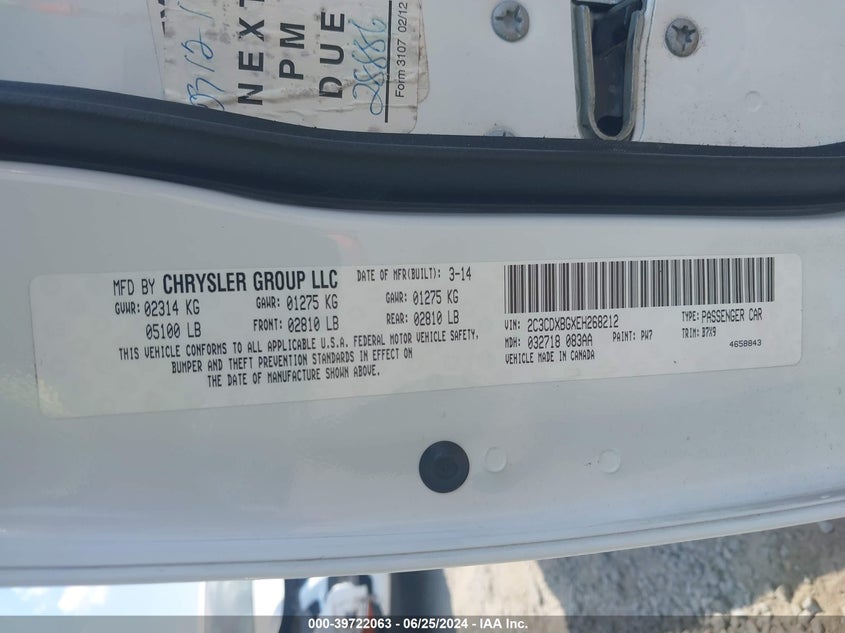 NEXT
PM
DUE
28886
Form 3107 02/12
MFD BY CHRYSLER GROUP LLC
DATE OF MFR(BUILT): 3-14
GVWR: 02314 KG
GAWR: 01275 KG
GAWR: 01275 KG
05100 LB
FRONT: 02810 LB
REAR: 02810 LB
THIS VEHICLE CONFORMS TO ALL APPLICABLE U.S.A. FEDERAL MOTOR VEHICLE SAFETY,
BUMPER AND THEFT PREVENTION STANDARDS IN EFFECT ON
THE DATE OF MANUFACTURE SHOWN ABOVE.
VIN: 2C3CDXBGXEH268212
TYPE: PASSENGER CAR
MDH: 032718 083AA
PAINT: PW7
TRIM: B7X9
VEHICLE MADE IN CANADA
4658843
000-39722063 - 06/25/2024 - IAA Inc.